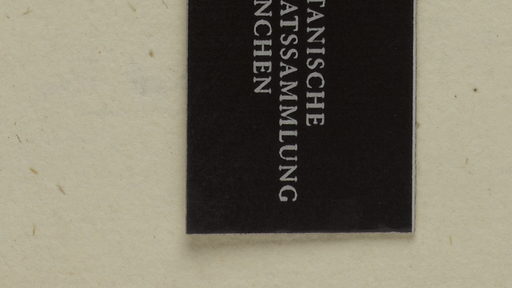 TANISCHE
ATSSAMMLUNG
NCHEN